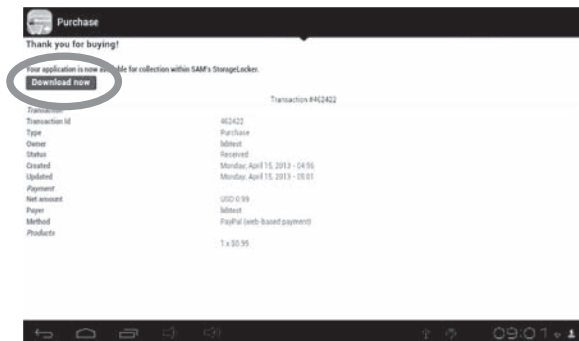 Purchase
Thank you for buying!
Your application is now available for collection within SAM's StorageLocker.
Download now
Transaction #462422
Transaction
Transaction Id 462422
Type Purchase
Owner
Status Received
Created Monday, April 15, 2013 - 04:06
Updated Monday, April 15, 2013 -
Payment
Net amount USD 0.99
Payer
Method PayPal (web-based payment)
Products
1 x $0.99
09:01